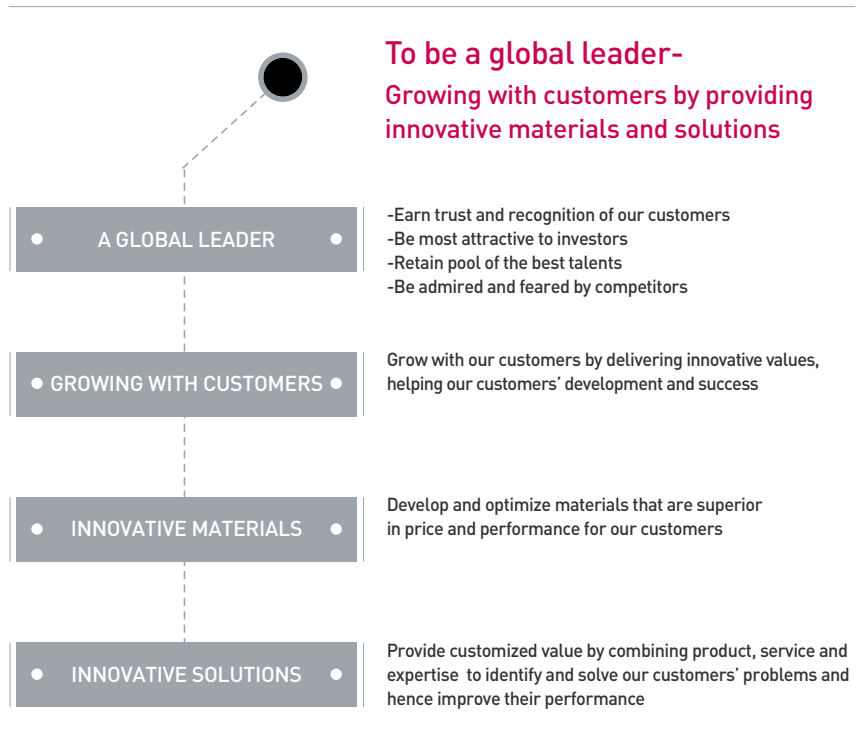 To be a global leader-
Growing with customers by providing
innovative materials and solutions
A GLOBAL LEADER
-Earn trust and recognition of our customers
-Be most attractive to investors
-Retain pool of the best talents
-Be admired and feared by competitors
GROWING WITH CUSTOMERS
Grow with our customers by delivering innovative values,
helping our customers’ development and success
INNOVATIVE MATERIALS
Develop and optimize materials that are superior
in price and performance for our customers
INNOVATIVE SOLUTIONS
Provide customized value by combining product, service and
expertise to identify and solve our customers’ problems and
hence improve their performance